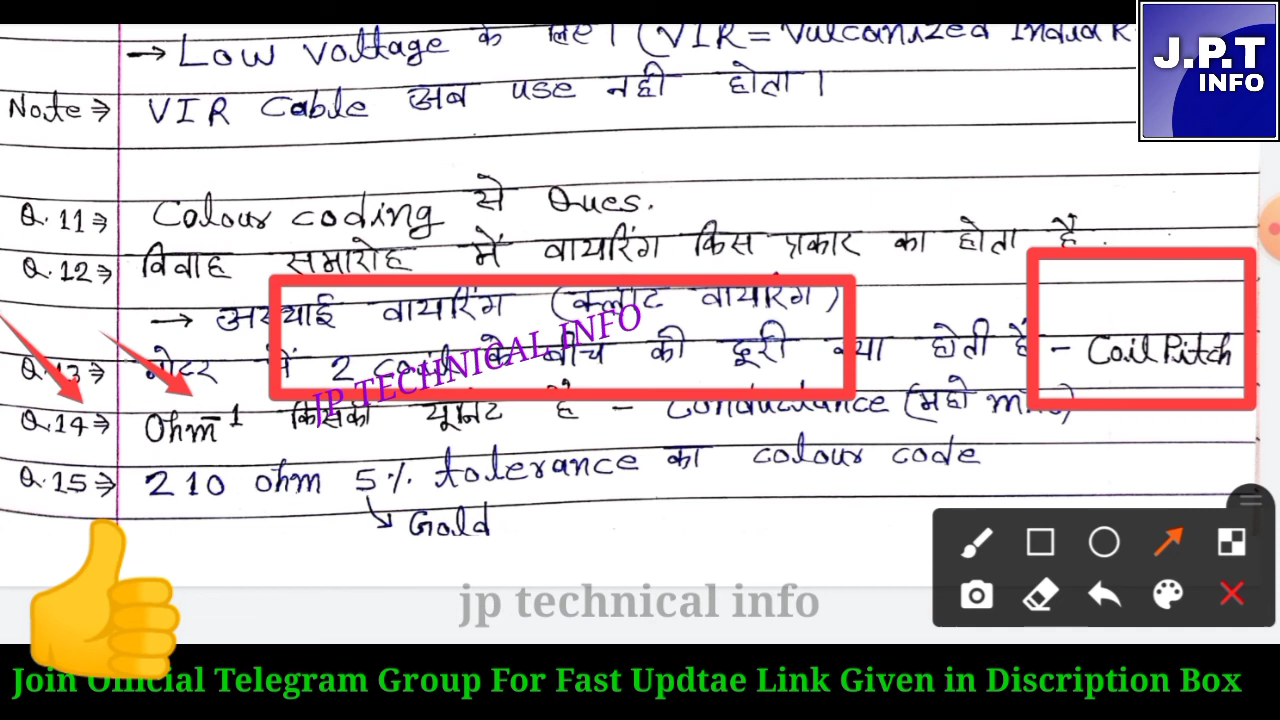 → Low voltage के लिए। (VIR = Vulcanized India R
J.P.T
INFO
Note ⇒ VIR Cable अब use नही होता।
Q.11 ⇒ Colour coding से Ques.
Q.12 ⇒ विवाह समारोह में वायरिंग किस प्रकार का होता है.
→ अस्थाई वायरिंग (कलाट वायरिंग)
Q.13 ⇒ मोटर में 2 coil के बीच की दूरी क्या होती है - Coil Pitch
JP TECHNICAL INFO
Q.14 ⇒ Ohm⁻¹ किसकी यूनिट है - Conductance (महो mho)
Q.15 ⇒ 210 ohm 5% tolerance का colour code
↳ Gold
jp technical info
Join Official Telegram Group For Fast Updtae Link Given in Discription Box